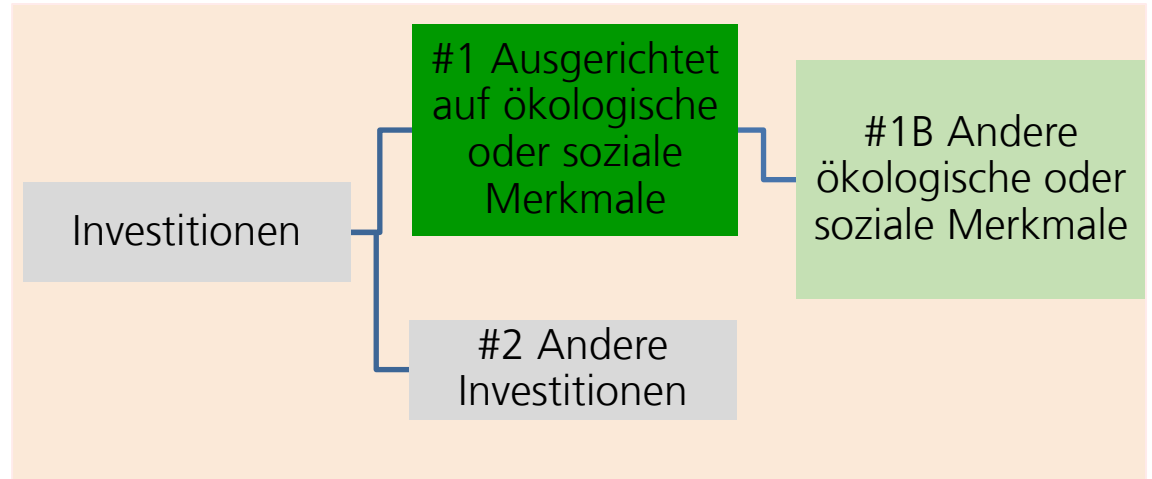 Investitionen
#1 Ausgerichtet
auf ökologische
oder soziale
Merkmale
#1B Andere
ökologische oder
soziale Merkmale
#2 Andere
Investitionen